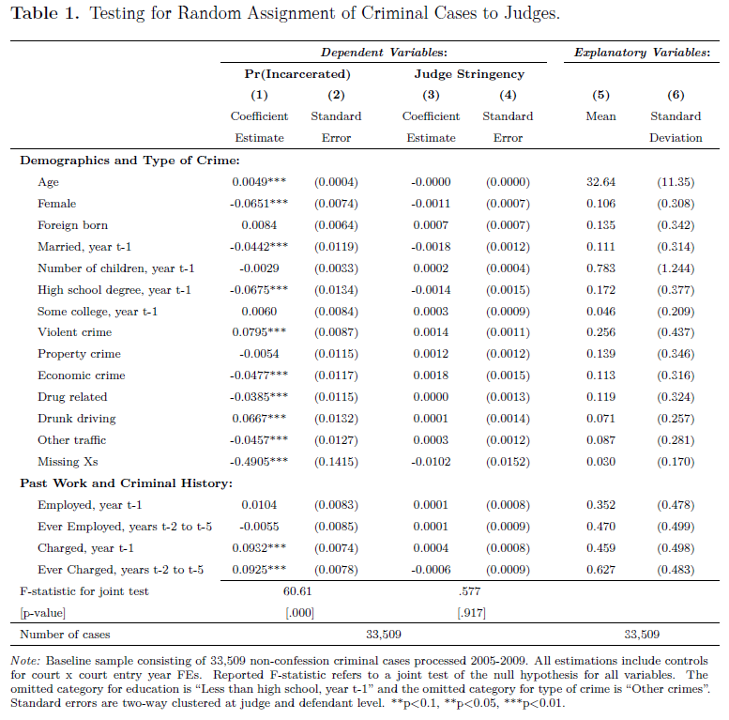 Table 1. Testing for Random Assignment of Criminal Cases to Judges.
Dependent Variables: Explanatory Variables:
Pr(Incarcerated) Judge Stringency
(1) (2) (3) (4) (5) (6)
Coefficient Standard Coefficient Standard Mean Standard
Estimate Error Estimate Error Deviation
Demographics and Type of Crime:
Age 0.0049*** (0.0004) -0.0000 (0.0000) 32.64 (11.35)
Female -0.0651*** (0.0074) -0.0011 (0.0007) 0.106 (0.308)
Foreign born 0.0084 (0.0064) 0.0007 (0.0007) 0.135 (0.342)
Married, year t-1 -0.0442*** (0.0119) -0.0018 (0.0012) 0.111 (0.314)
Number of children, year t-1 -0.0029 (0.0033) 0.0002 (0.0004) 0.783 (1.244)
High school degree, year t-1 -0.0675*** (0.0134) -0.0014 (0.0015) 0.172 (0.377)
Some college, year t-1 0.0060 (0.0084) 0.0003 (0.0009) 0.046 (0.209)
Violent crime 0.0795*** (0.0087) 0.0014 (0.0011) 0.256 (0.437)
Property crime -0.0054 (0.0115) 0.0012 (0.0012) 0.139 (0.346)
Economic crime -0.0477*** (0.0117) 0.0018 (0.0015) 0.113 (0.316)
Drug related -0.0385*** (0.0115) 0.0000 (0.0013) 0.119 (0.324)
Drunk driving 0.0667*** (0.0132) 0.0001 (0.0014) 0.071 (0.257)
Other traffic -0.0457*** (0.0127) 0.0003 (0.0012) 0.087 (0.281)
Missing Xs -0.4905*** (0.1415) -0.0102 (0.0152) 0.030 (0.170)
Past Work and Criminal History:
Employed, year t-1 0.0104 (0.0083) 0.0001 (0.0008) 0.352 (0.478)
Ever Employed, years t-2 to t-5 -0.0055 (0.0085) 0.0001 (0.0009) 0.470 (0.499)
Charged, year t-1 0.0932*** (0.0074) 0.0004 (0.0008) 0.459 (0.498)
Ever Charged, years t-2 to t-5 0.0925*** (0.0078) -0.0006 (0.0009) 0.627 (0.483)
F-statistic for joint test 60.61 .577
[p-value] [.000] [.917]
Number of cases 33,509 33,509
Note: Baseline sample consisting of 33,509 non-confession criminal cases processed 2005-2009. All estimations include controls
for court x court entry year FEs. Reported F-statistic refers to a joint test of the null hypothesis for all variables. The
omitted category for education is “Less than high school, year t-1” and the omitted category for type of crime is “Other crimes”.
Standard errors are two-way clustered at judge and defendant level. **p<0.1, **p<0.05, ***p<0.01.